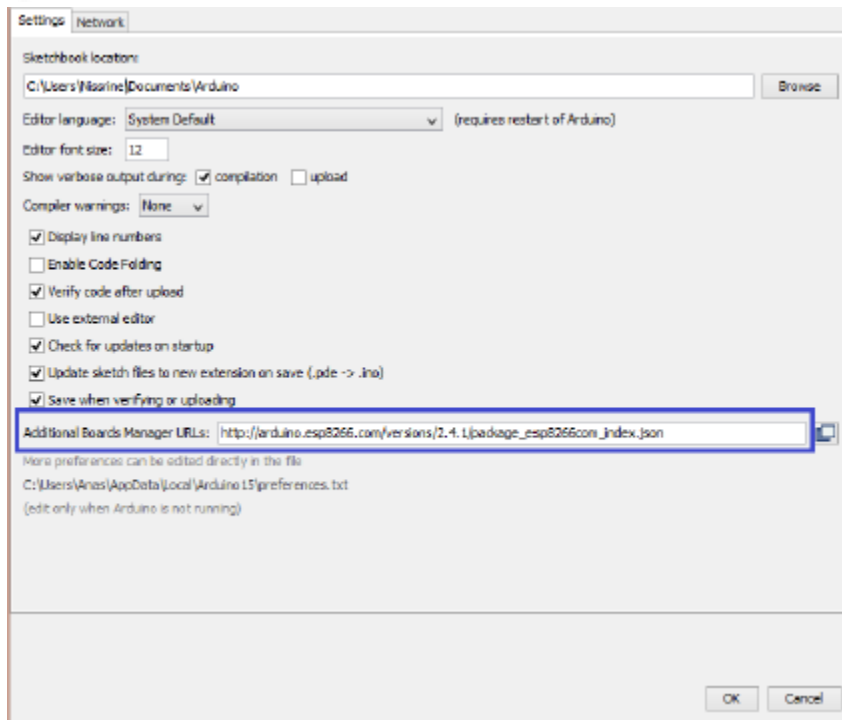 Settings Network
Sketchbook location:
C:\Users\Nissrine\Documents\Arduino Browse
Editor language: System Default (requires restart of Arduino)
Editor font size: 12
Show verbose output during: compilation upload
Compiler warnings: None
Display line numbers
Enable Code Folding
Verify code after upload
Use external editor
Check for updates on startup
Update sketch files to new extension on save (.pde -> .ino)
Save when verifying or uploading
Additional Boards Manager URLs: http://arduino.esp8266.com/versions/2.4.1/package_esp8266com_index.json
More preferences can be edited directly in the file
C:\Users\Anas\AppData\Local\Arduino15\preferences.txt
(edit only when Arduino is not running)
OK Cancel